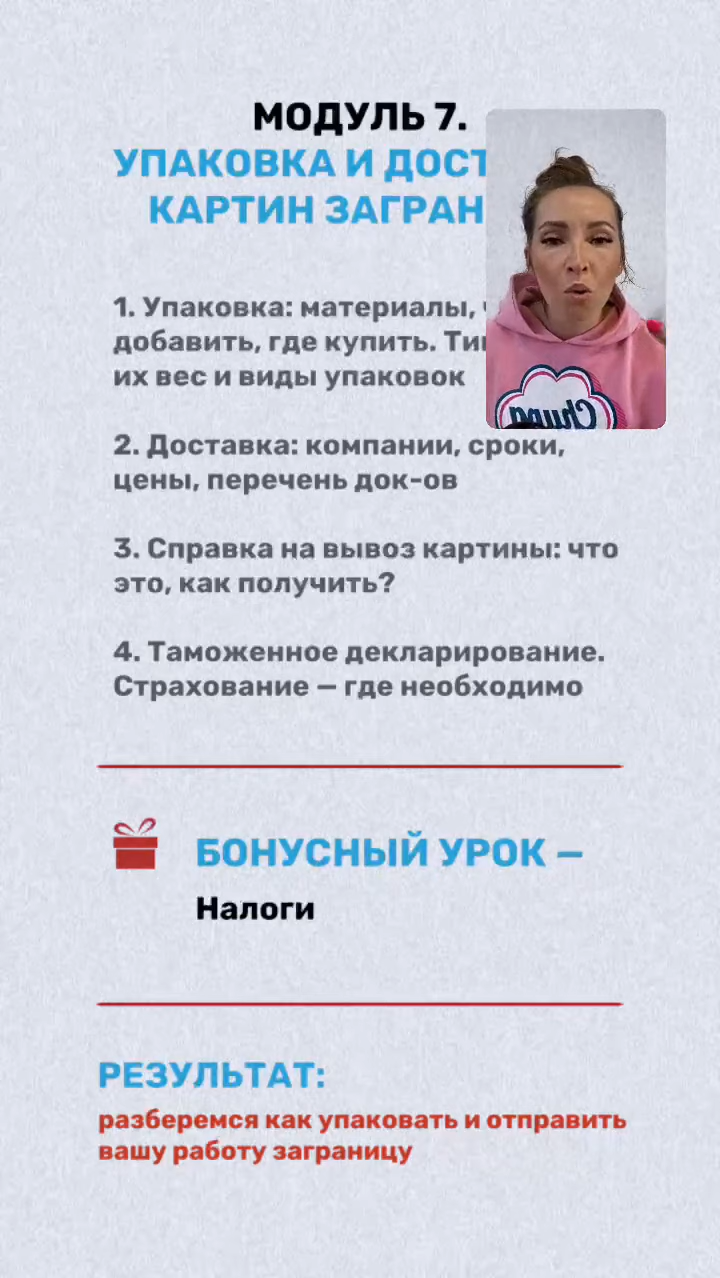 МОДУЛЬ 7.
УПАКОВКА И ДОСТ
КАРТИН ЗАГРАН
1. Упаковка: материалы,
добавить, где купить.
их вес и виды упаковок
2. Доставка: компании, сроки,
цены, перечень док-ов
3. Справка на вывоз картины: что
это, как получить?
4. Таможенное декларирование.
Страхование — где необходимо
БОНУСНЫЙ УРОК —
Налоги
РЕЗУЛЬТАТ:
разберемся как упаковать и отправить
вашу работу заграницу